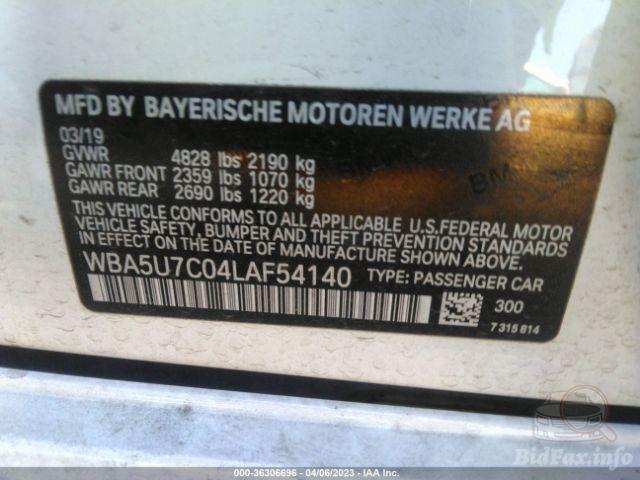 MFD BY BAYERISCHE MOTOREN WERKE AG
03/19
GVWR 4828 lbs 2190 kg
GAWR FRONT 2359 lbs 1070 kg
GAWR REAR 2690 lbs 1220 kg
THIS VEHICLE CONFORMS TO ALL APPLICABLE U.S.FEDERAL MOTOR
VEHICLE SAFETY, BUMPER AND THEFT PREVENTION STANDARDS
IN EFFECT ON THE DATE OF MANUFACTURE SHOWN ABOVE.
WBA5U7C04LAF54140 TYPE: PASSENGER CAR
300
7 315 814
BidFax.info
000-36306696 - 04/06/2023 - IAA Inc.